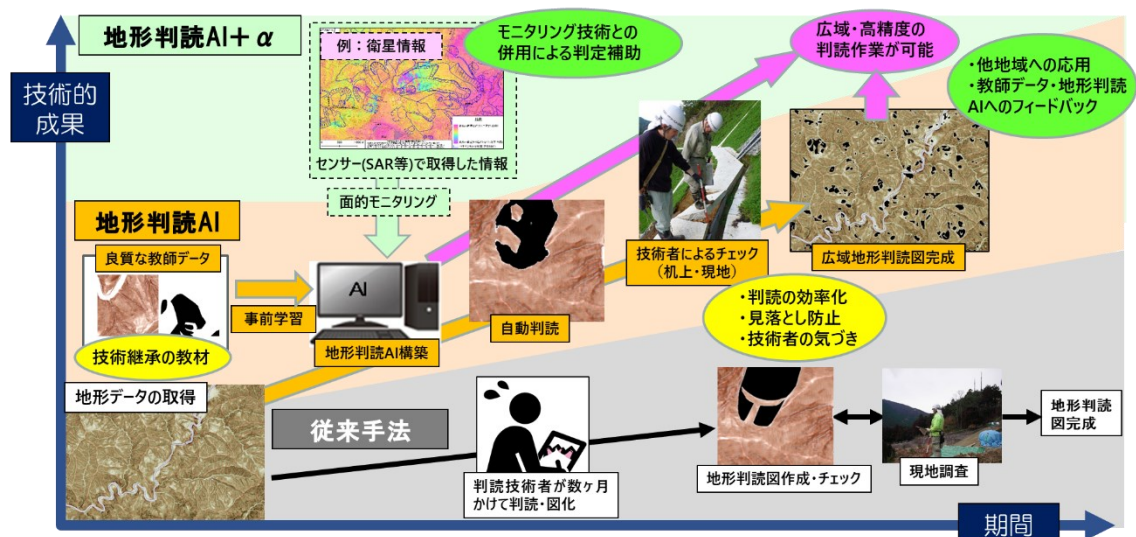 地形判読AI+α
技術的
成果
例:衛星情報
センサー(SAR等)で取得した情報
面的モニタリング
モニタリング技術との
併用による判定補助
広域・高精度の
判読作業が可能
・他地域への応用
・教師データ・地形判読
AIへのフィードバック
地形判読AI
良質な教師データ
事前学習
技術継承の教材
AI
地形判読AI構築
自動判読
技術者によるチェック
(机上・現地)
広域地形判読図完成
・判読の効率化
・見落とし防止
・技術者の気づき
地形データの取得
従来手法
判読技術者が数ヶ月
かけて判読・図化
地形判読図作成・チェック
現地調査
地形判読
図完成
期間